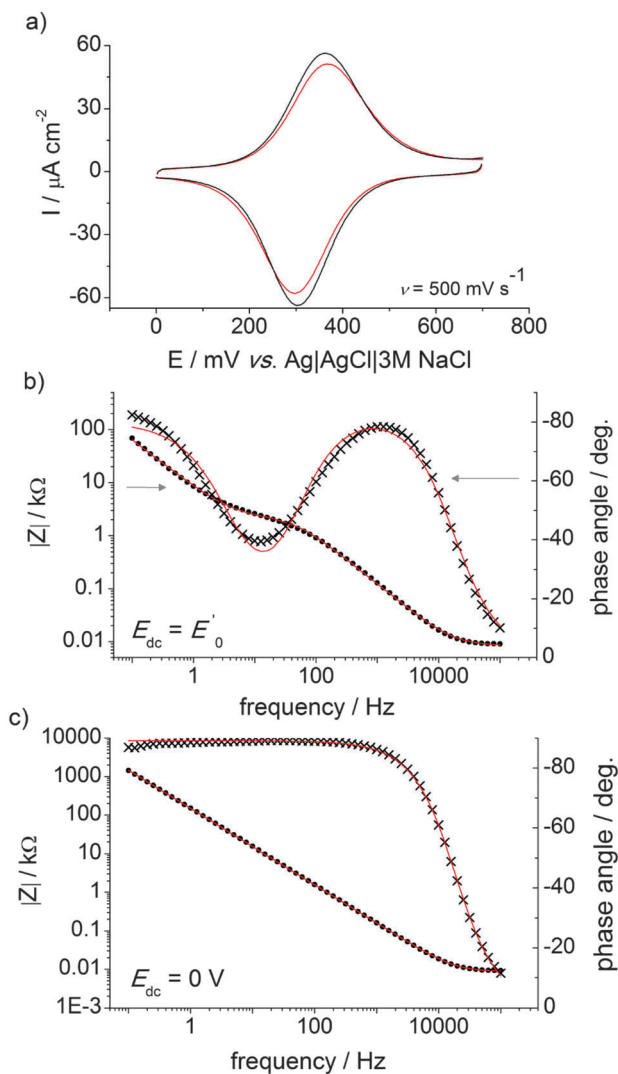 a)
60
30
0
-30
-60
I / µA cm⁻²
ν = 500 mV s⁻¹
0 200 400 600 800
E / mV vs. Ag|AgCl|3M NaCl
b)
100
10
1
0.1
0.01
|Z| / kΩ
-80
-60
-40
-20
0
phase angle / deg.
E_dc = E'_0
1 100 10000
frequency / Hz
c)
10000
1000
100
10
1
0.1
0.01
1E-3
|Z| / kΩ
-80
-60
-40
-20
0
phase angle / deg.
E_dc = 0 V
1 100 10000
frequency / Hz